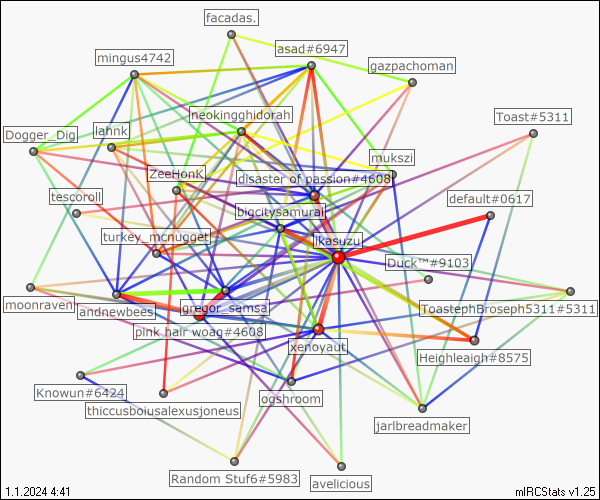 facadas.
asad#6947
mingus4742
gazpachoman
neokinghidorah
Toast#5311
Dogger_Dig
lahnk
mukszi
ZeeHonK
disaster of passion#4608
tescoroll
default#0617
bigcitysamurai
turkey_mcnugget
ikasuzu
Duck™#9103
moonraven
andnewbees
gregor_samsa
ToastephBroseph5311#5311
pink hair woag#4608
xenoyaut
Heighleaigh#8575
Knowun#6424
thiccusboiusalexusjoneus
ogshroom
jarlbreadmaker
Random Stuf6#5983
avelicious
1.1.2024 4:41
mIRCStats v1.25